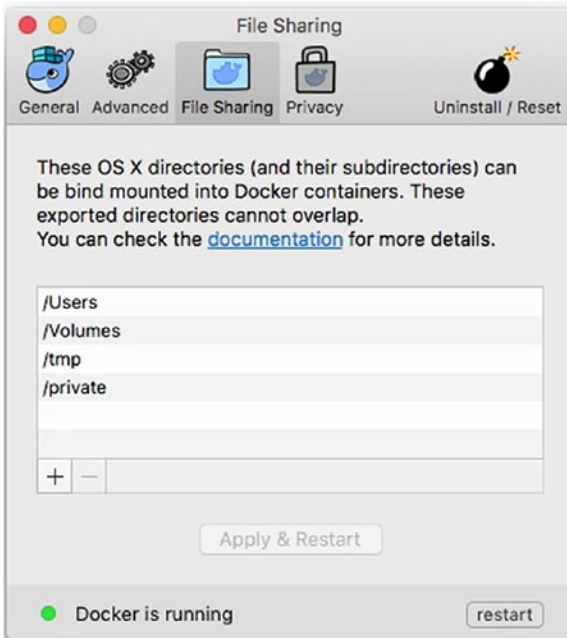 File Sharing
General Advanced File Sharing Privacy Uninstall / Reset
These OS X directories (and their subdirectories) can
be bind mounted into Docker containers. These
exported directories cannot overlap.
You can check the documentation for more details.
/Users
/Volumes
/tmp
/private
+ −
Apply & Restart
Docker is running restart